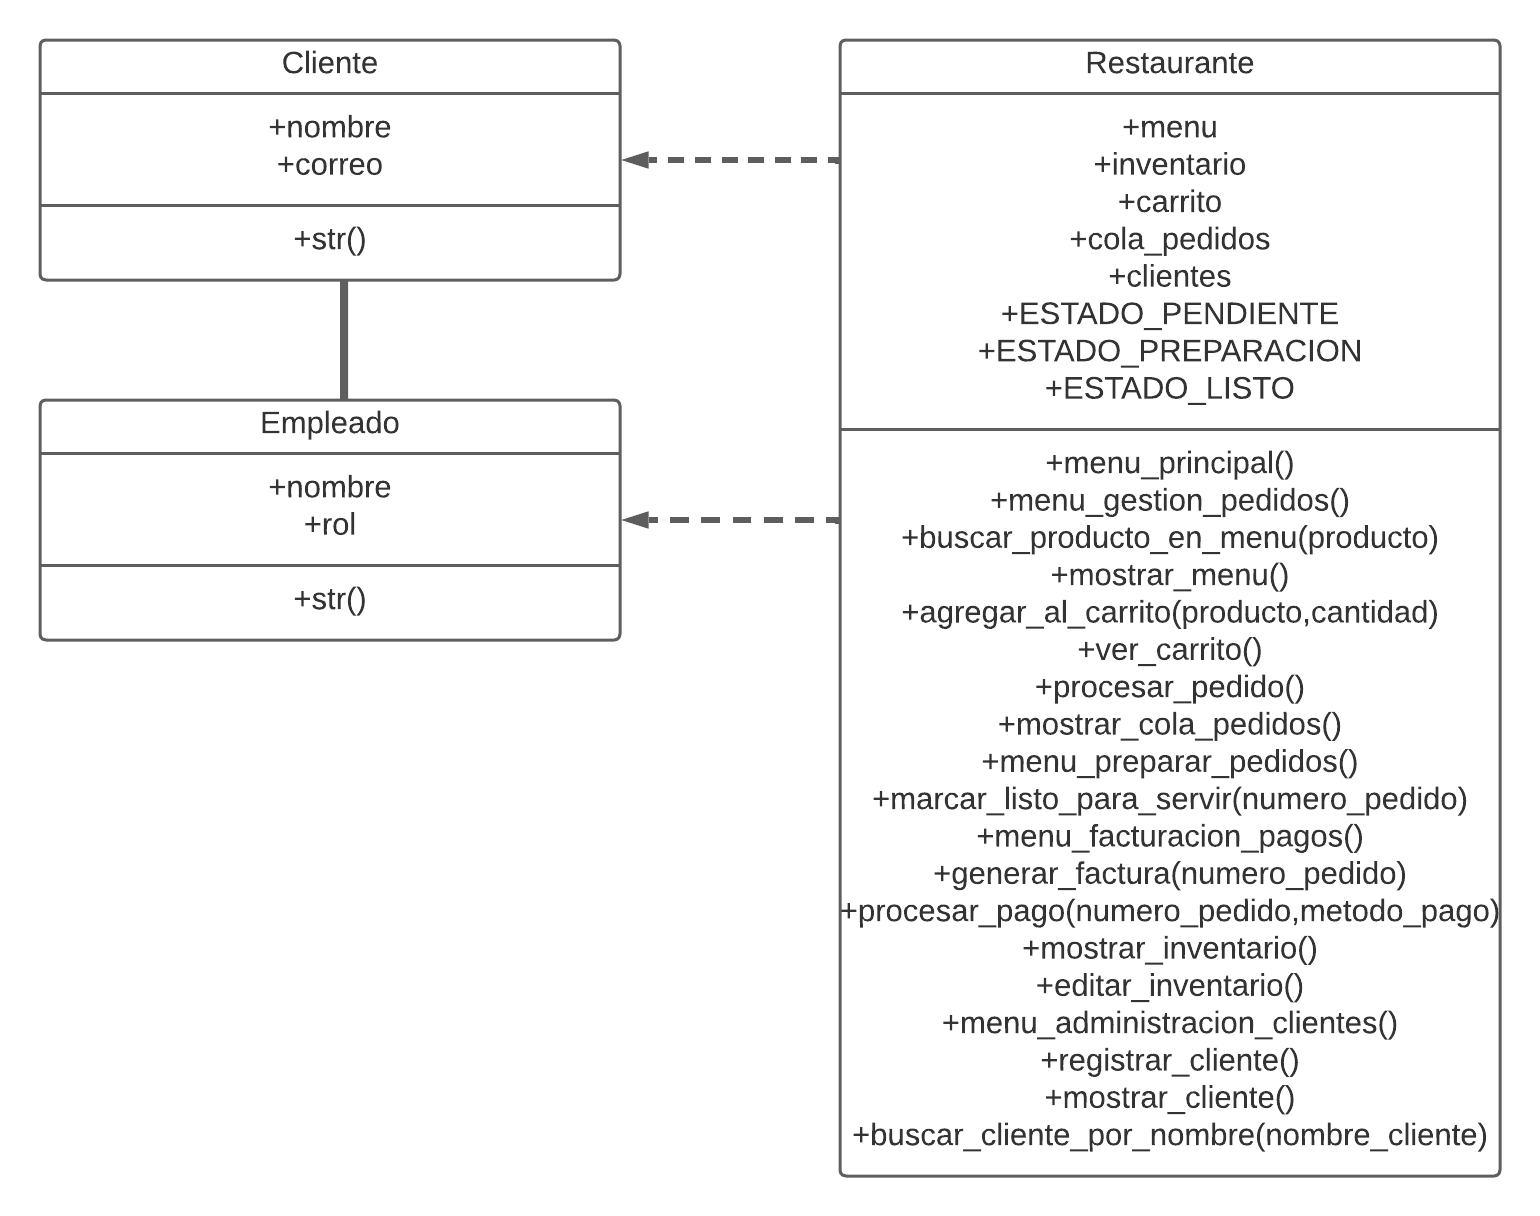 Cliente
+nombre
+correo
+str()
Empleado
+nombre
+rol
+str()
Restaurante
+menu
+inventario
+carrito
+cola_pedidos
+clientes
+ESTADO_PENDIENTE
+ESTADO_PREPARACION
+ESTADO_LISTO
+menu_principal()
+menu_gestion_pedidos()
+buscar_producto_en_menu(producto)
+mostrar_menu()
+agregar_al_carrito(producto,cantidad)
+ver_carrito()
+procesar_pedido()
+mostrar_cola_pedidos()
+menu_preparar_pedidos()
+marcar_listo_para_servir(numero_pedido)
+menu_facturacion_pagos()
+generar_factura(numero_pedido)
+procesar_pago(numero_pedido,metodo_pago)
+mostrar_inventario()
+editar_inventario()
+menu_administracion_clientes()
+registrar_cliente()
+mostrar_cliente()
+buscar_cliente_por_nombre(nombre_cliente)